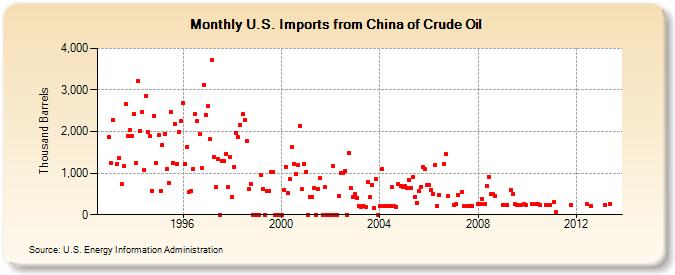 Monthly U.S. Imports from China of Crude Oil
Thousand Barrels
4,000
3,000
2,000
1,000
0
1996 2000 2004 2008 2012
Source: U.S. Energy Information Administration